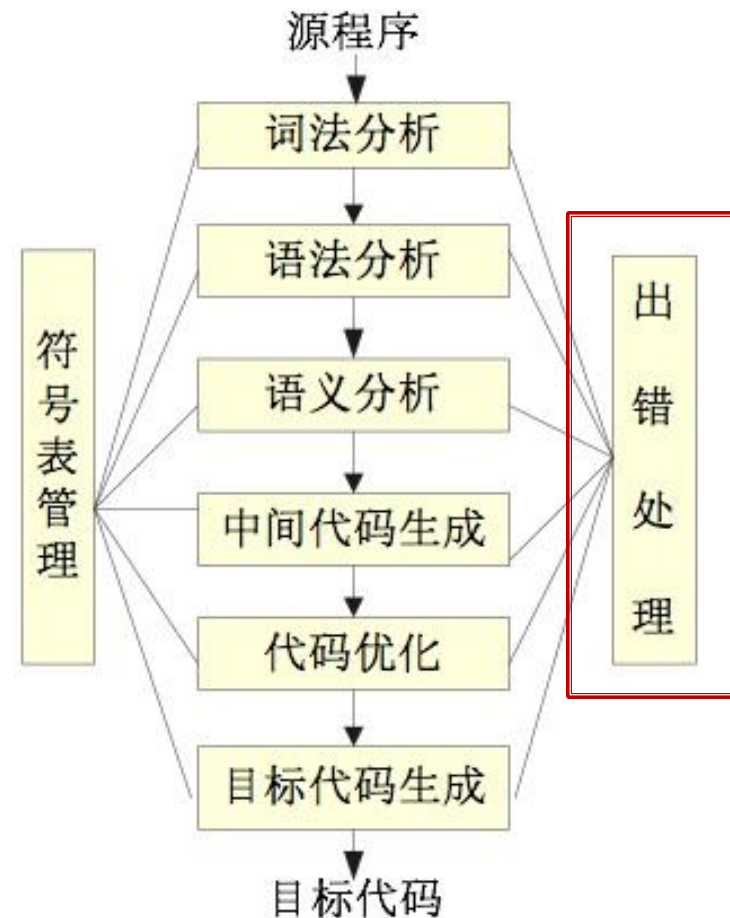 源程序
词法分析
语法分析
语义分析
中间代码生成
代码优化
目标代码生成
目标代码
符号表管理
出错处理